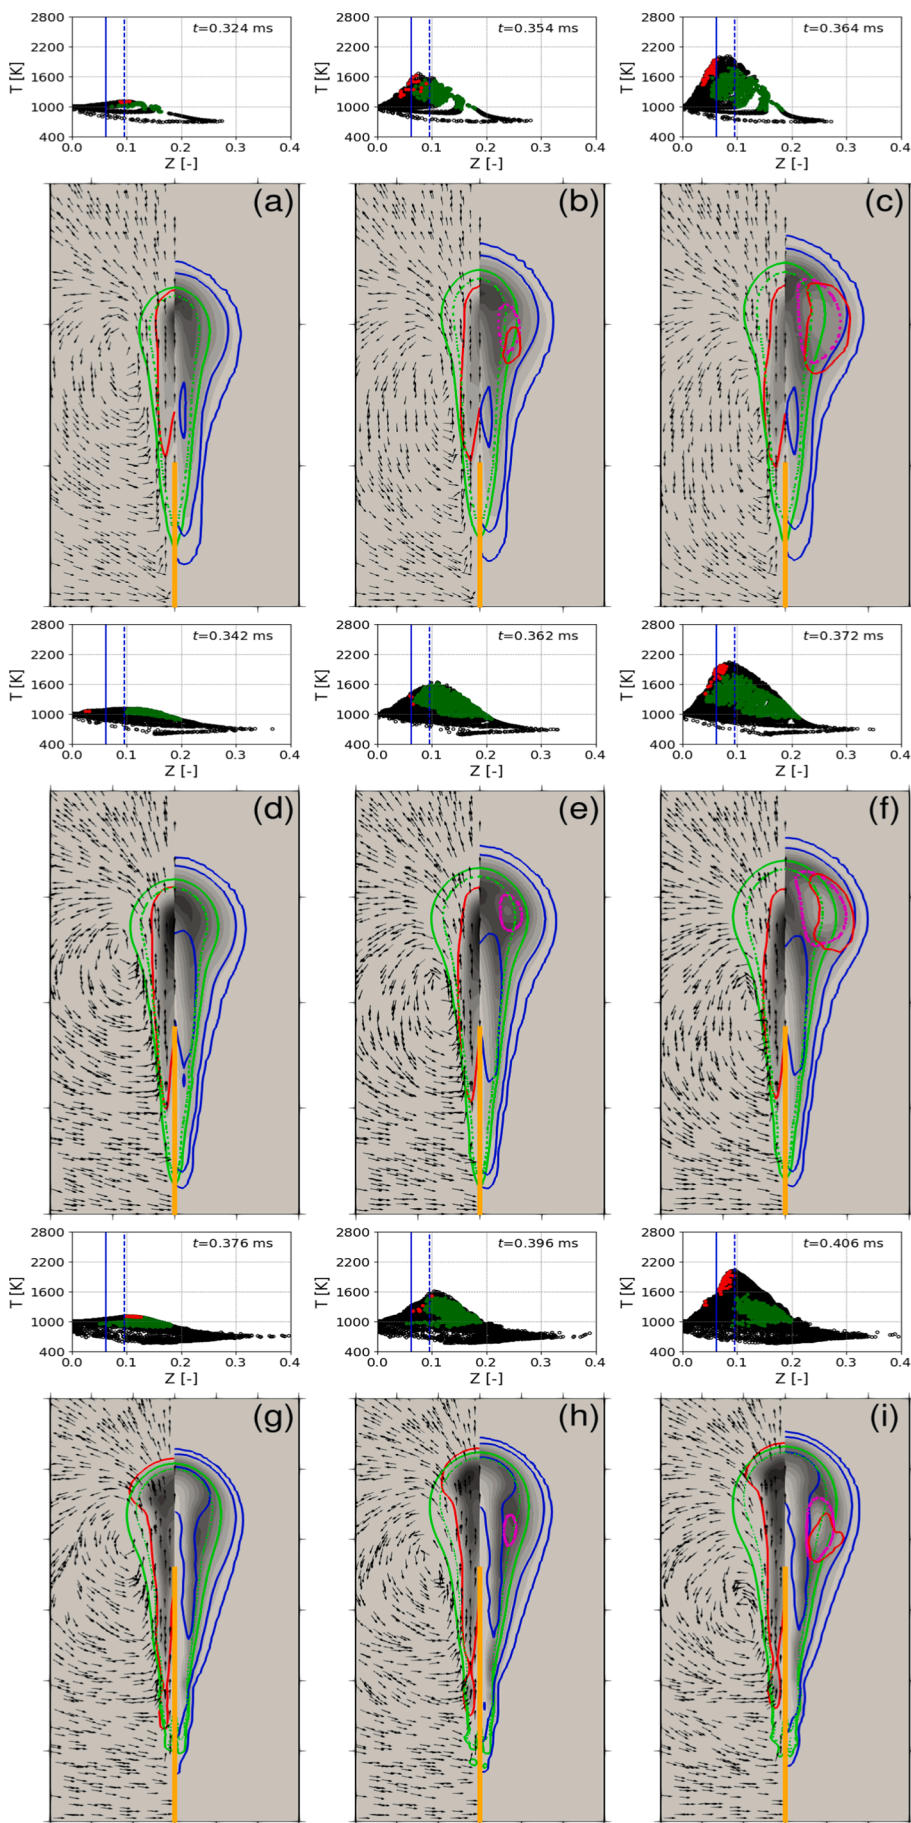 2800
2200
1600
1000
400
T [K]
t=0.324 ms
0.0 0.1 0.2 0.3 0.4
Z [-]
2800
2200
1600
1000
400
T [K]
t=0.354 ms
0.0 0.1 0.2 0.3 0.4
Z [-]
2800
2200
1600
1000
400
T [K]
t=0.364 ms
0.0 0.1 0.2 0.3 0.4
Z [-]
(a)
(b)
(c)
2800
2200
1600
1000
400
T [K]
t=0.342 ms
0.0 0.1 0.2 0.3 0.4
Z [-]
2800
2200
1600
1000
400
T [K]
t=0.362 ms
0.0 0.1 0.2 0.3 0.4
Z [-]
2800
2200
1600
1000
400
T [K]
t=0.372 ms
0.0 0.1 0.2 0.3 0.4
Z [-]
(d)
(e)
(f)
2800
2200
1600
1000
400
T [K]
t=0.376 ms
0.0 0.1 0.2 0.3 0.4
Z [-]
2800
2200
1600
1000
400
T [K]
t=0.396 ms
0.0 0.1 0.2 0.3 0.4
Z [-]
2800
2200
1600
1000
400
T [K]
t=0.406 ms
0.0 0.1 0.2 0.3 0.4
Z [-]
(g)
(h)
(i)